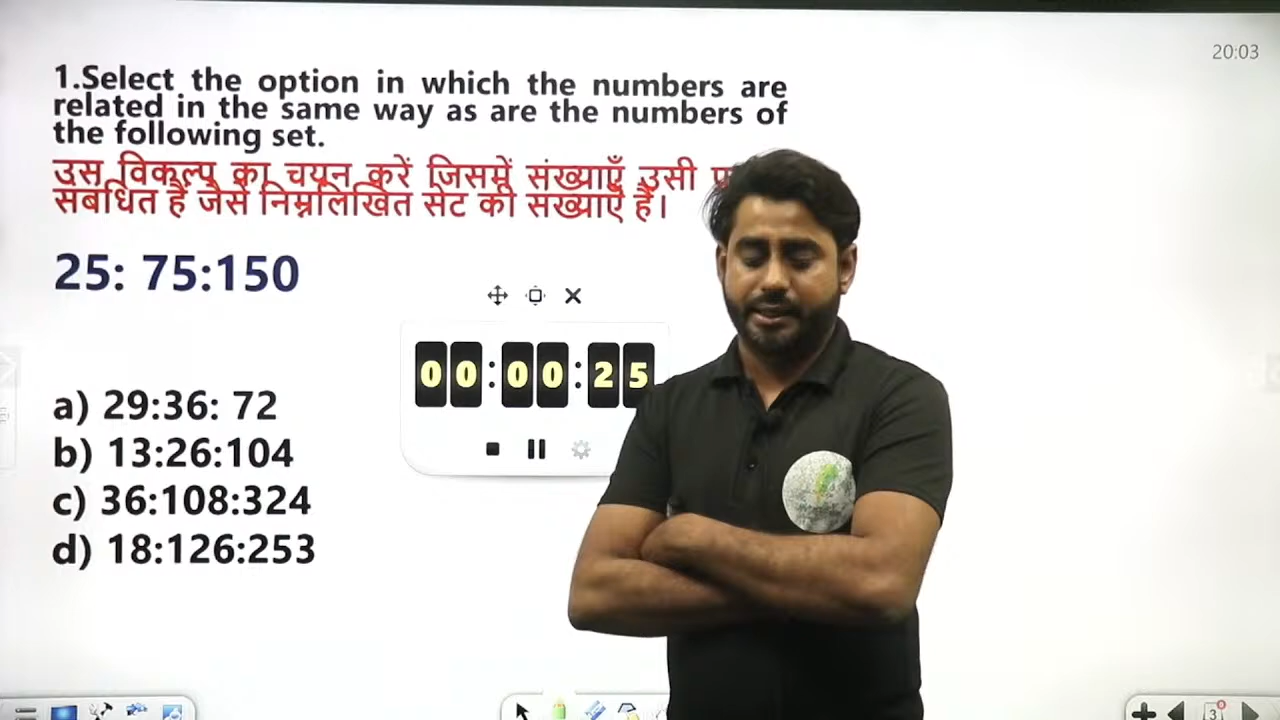 20:03
1.Select the option in which the numbers are
related in the same way as are the numbers of
the following set.
उस विकल्प का चयन करें जिसमें संख्याएँ उसी
संबंधित हैं जैसे निम्नलिखित सेट की संख्याएँ हैं।
25: 75:150
00:00:25
a) 29:36: 72
b) 13:26:104
c) 36:108:324
d) 18:126:253
3